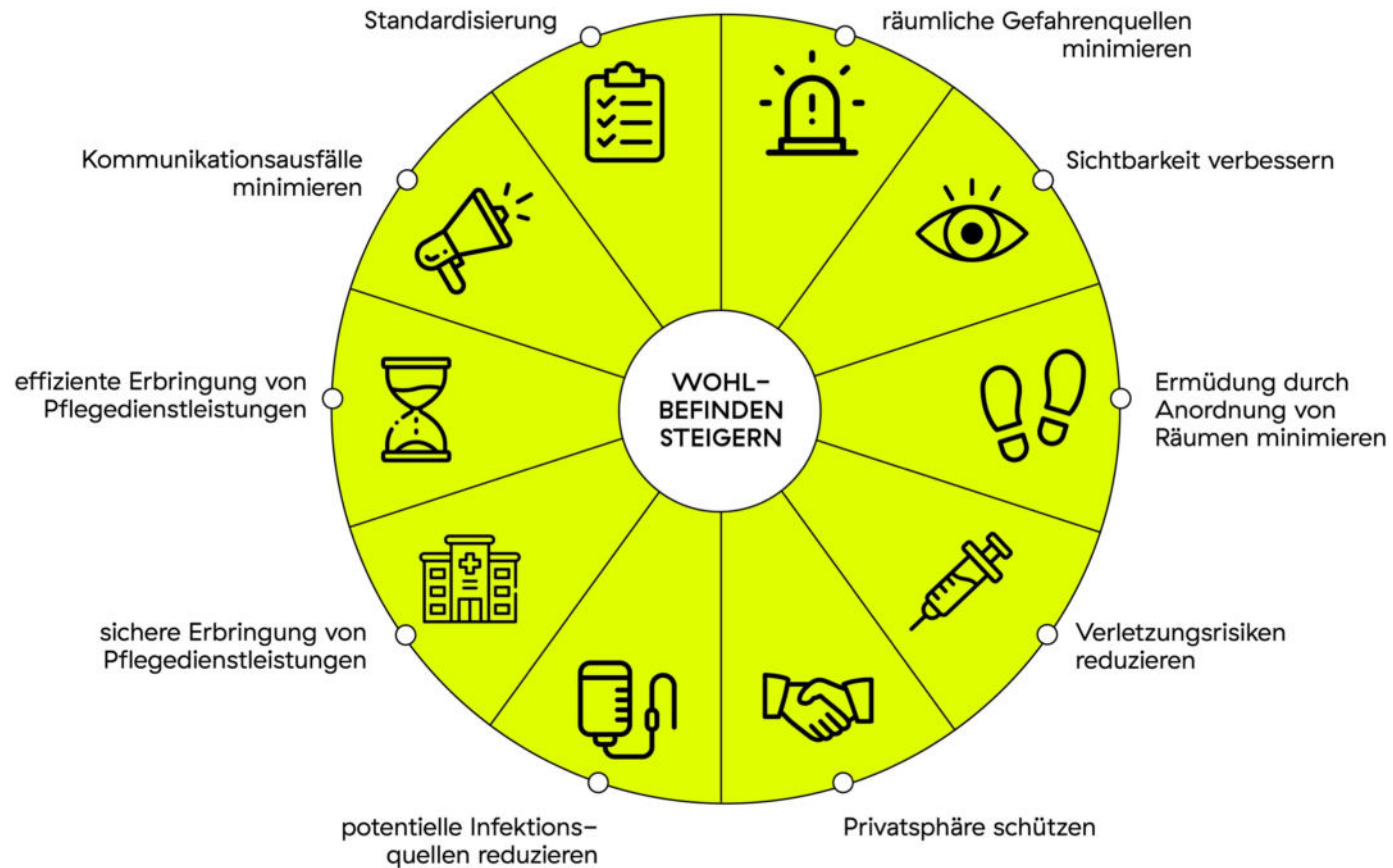 Standardisierung
räumliche Gefahrenquellen
minimieren
Kommunikationsausfälle
minimieren
Sichtbarkeit verbessern
effiziente Erbringung von
Pflegedienstleistungen
WOHL-
BEFINDEN
STEIGERN
Ermüdung durch
Anordnung von
Räumen minimieren
sichere Erbringung von
Pflegedienstleistungen
Verletzungsrisiken
reduzieren
potentielle Infektions-
quellen reduzieren
Privatsphäre schützen